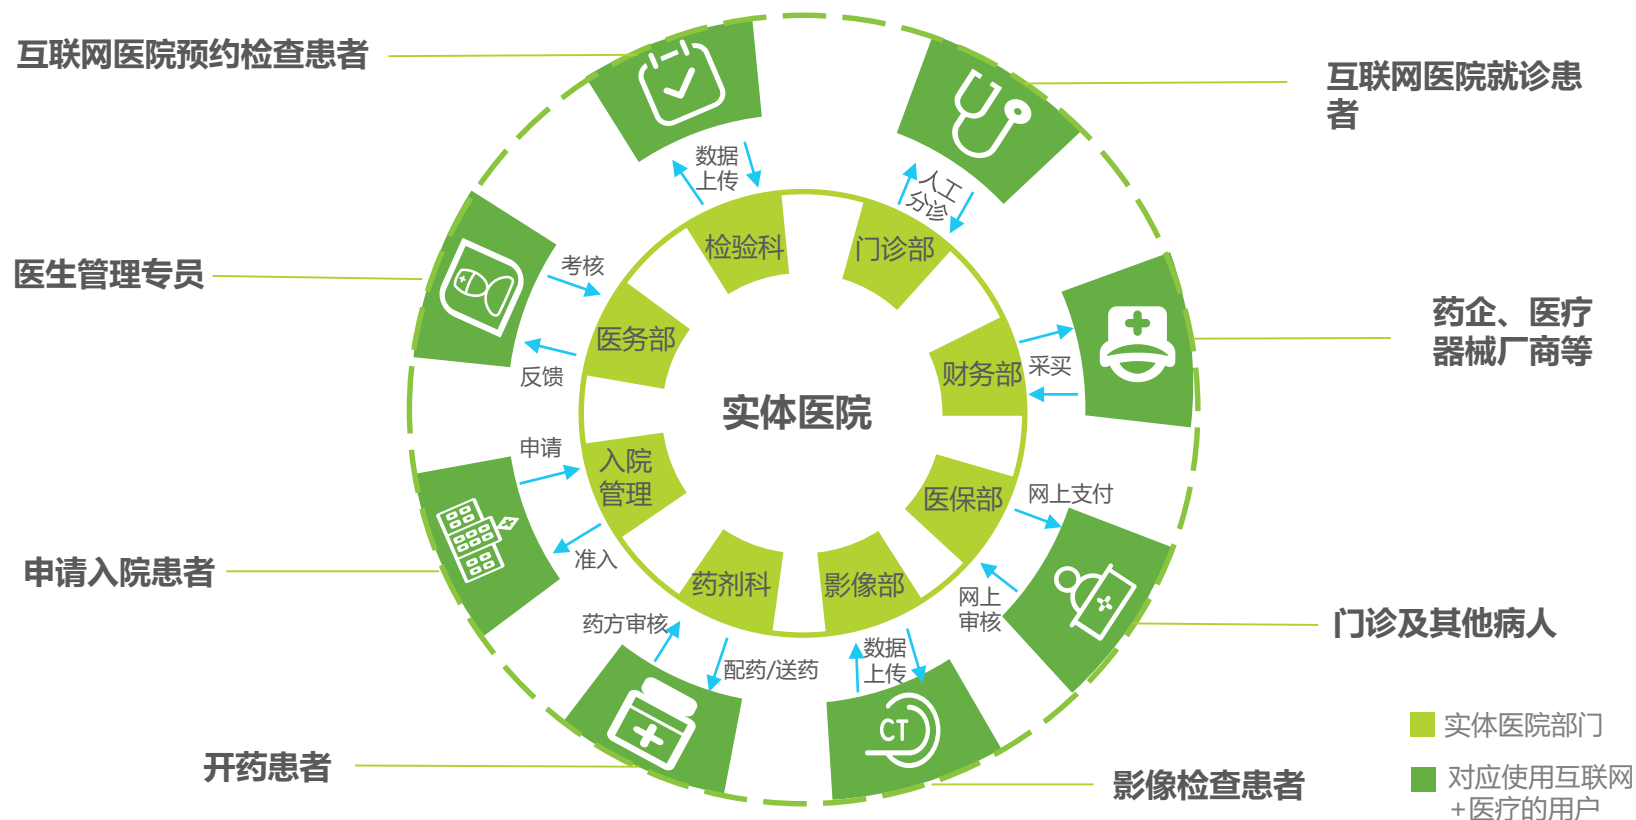 互联网医院预约检查患者
互联网医院就诊患
者
数据
上传
人工
分诊
检验科
门诊部
医生管理专员
考核
医务部
反馈
药企、医疗
器械厂商等
财务部
采买
实体医院
申请
入院
管理
准入
医保部
网上支付
网上
审核
申请入院患者
药剂科
影像部
药方审核
配药/送药
数据
上传
CT
门诊及其他病人
开药患者
影像检查患者
实体医院部门
对应使用互联网
+医疗的用户